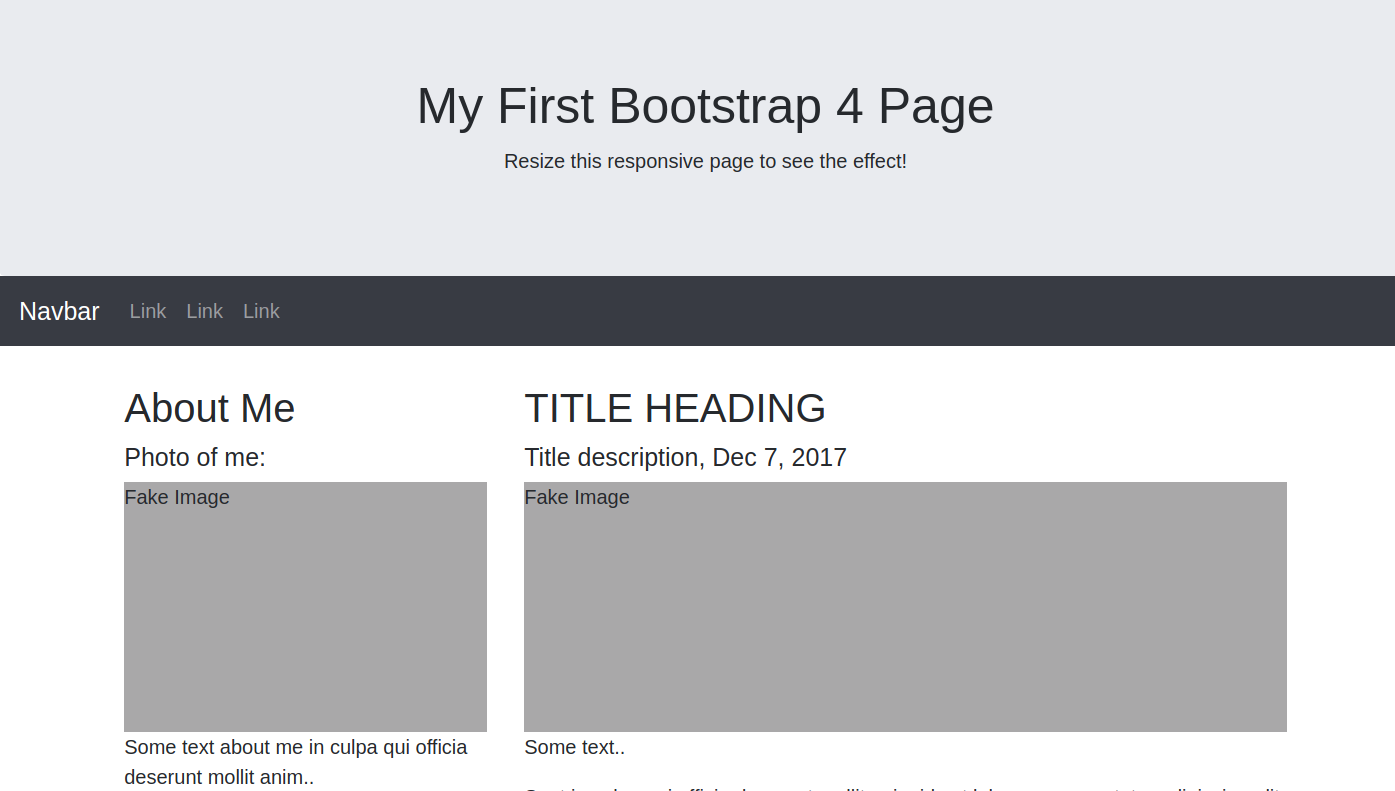 My First Bootstrap 4 Page
Resize this responsive page to see the effect!
Navbar Link Link Link
About Me
Photo of me:
Fake Image
Some text about me in culpa qui officia
deserunt mollit anim..
TITLE HEADING
Title description, Dec 7, 2017
Fake Image
Some text..